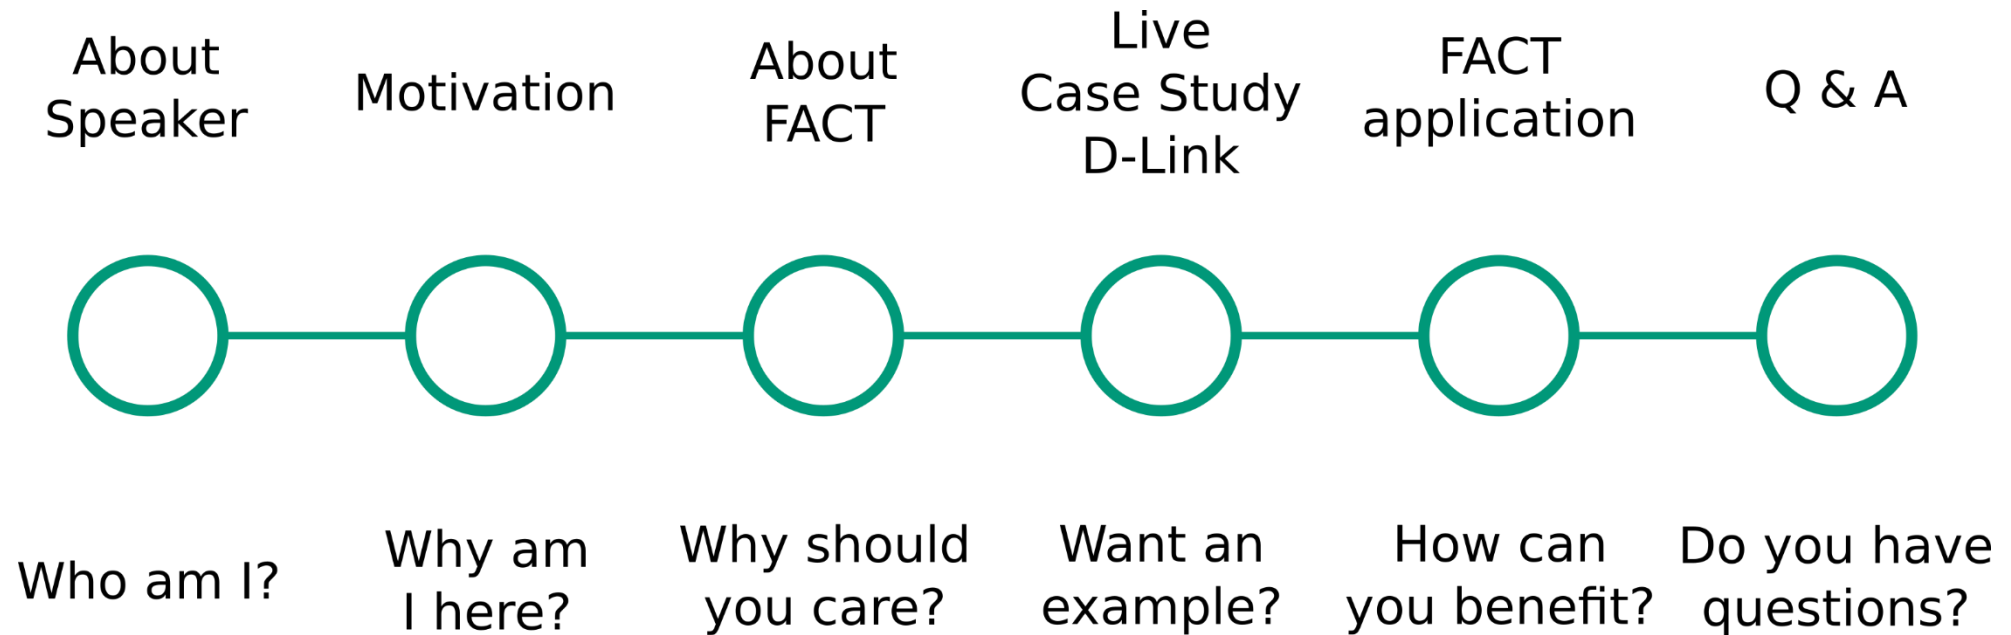 About
Speaker
Motivation
About
FACT
Live
Case Study
D-Link
FACT
application
Q & A
Who am I?
Why am
I here?
Why should
you care?
Want an
example?
How can
you benefit?
Do you have
questions?